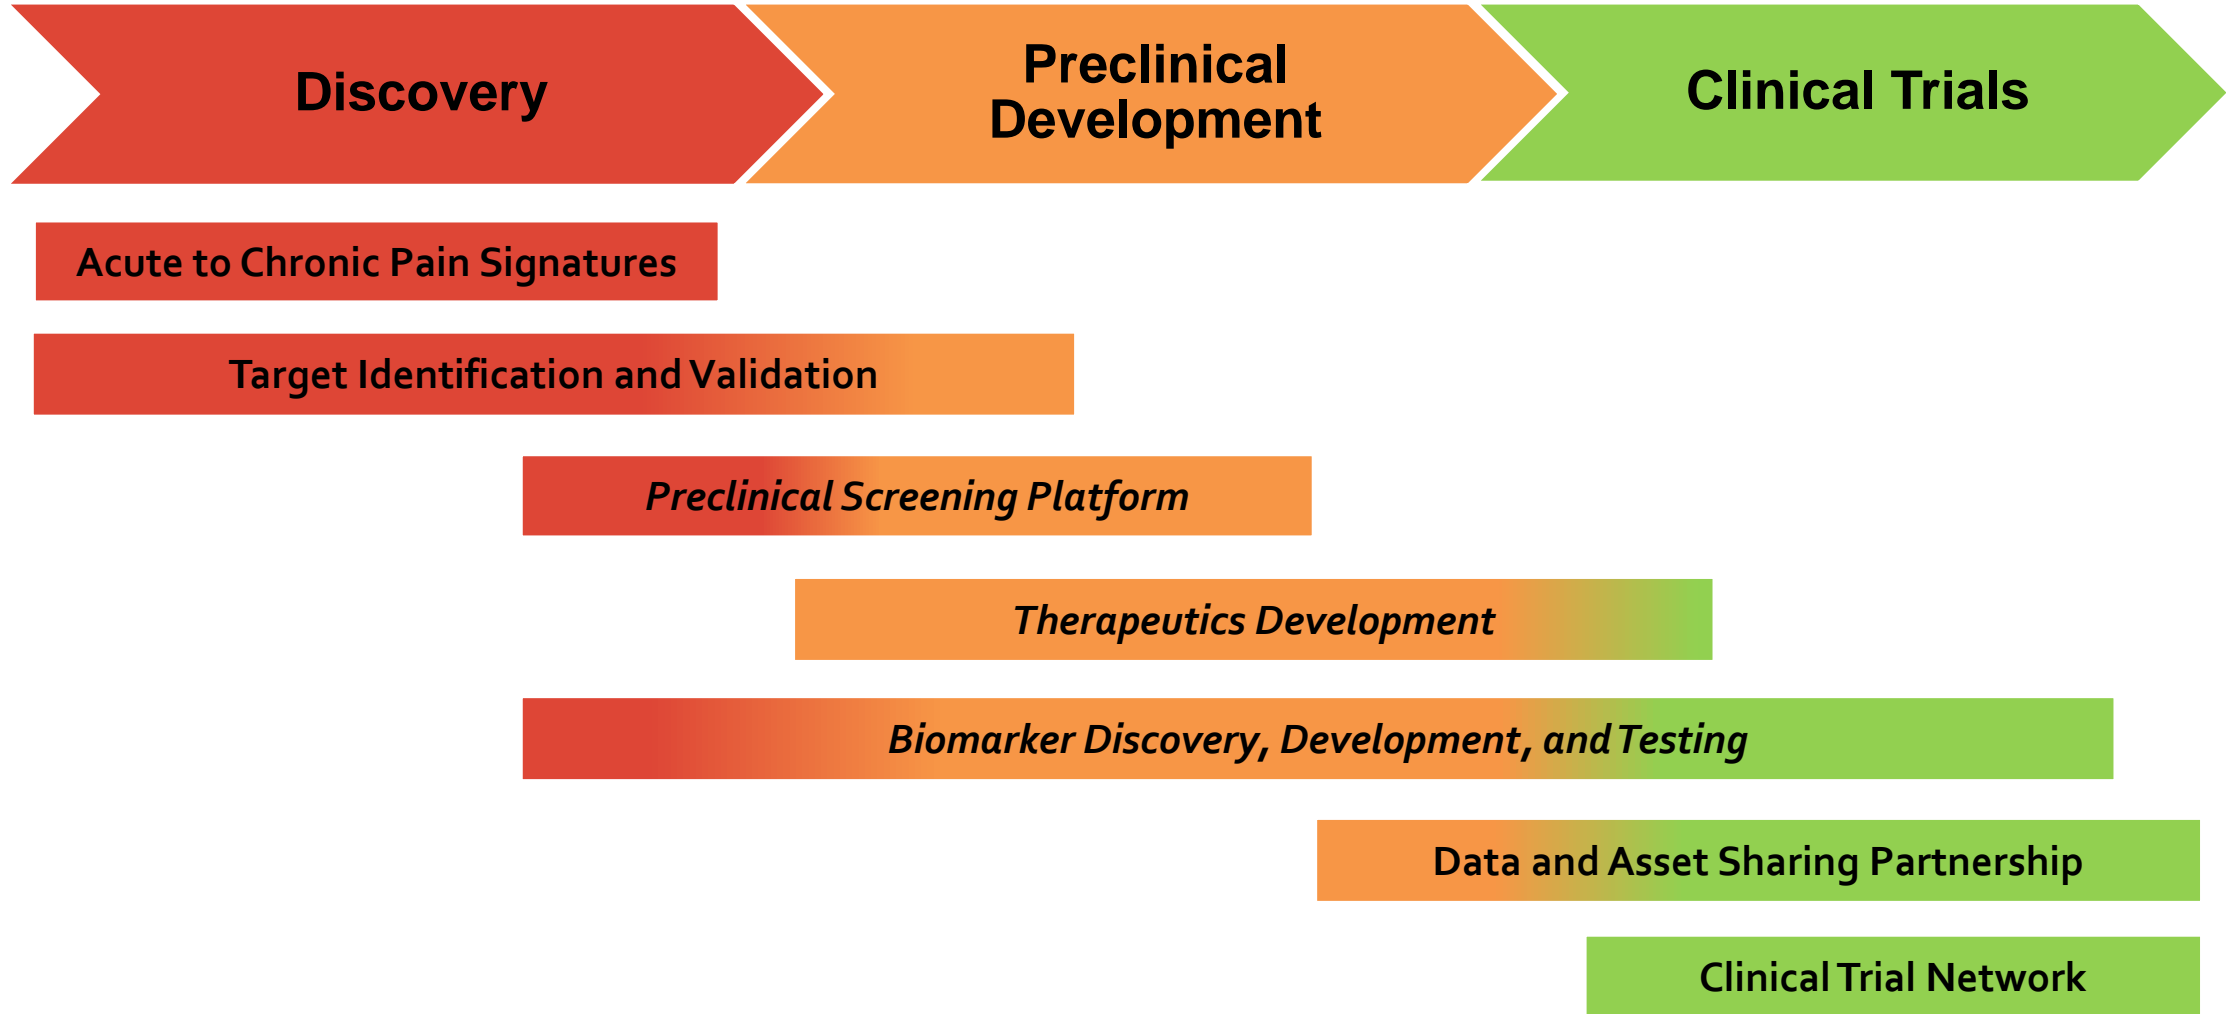 Discovery
Preclinical
Development
Clinical Trials
Acute to Chronic Pain Signatures
Target Identification and Validation
Preclinical Screening Platform
Therapeutics Development
Biomarker Discovery, Development, and Testing
Data and Asset Sharing Partnership
Clinical Trial Network